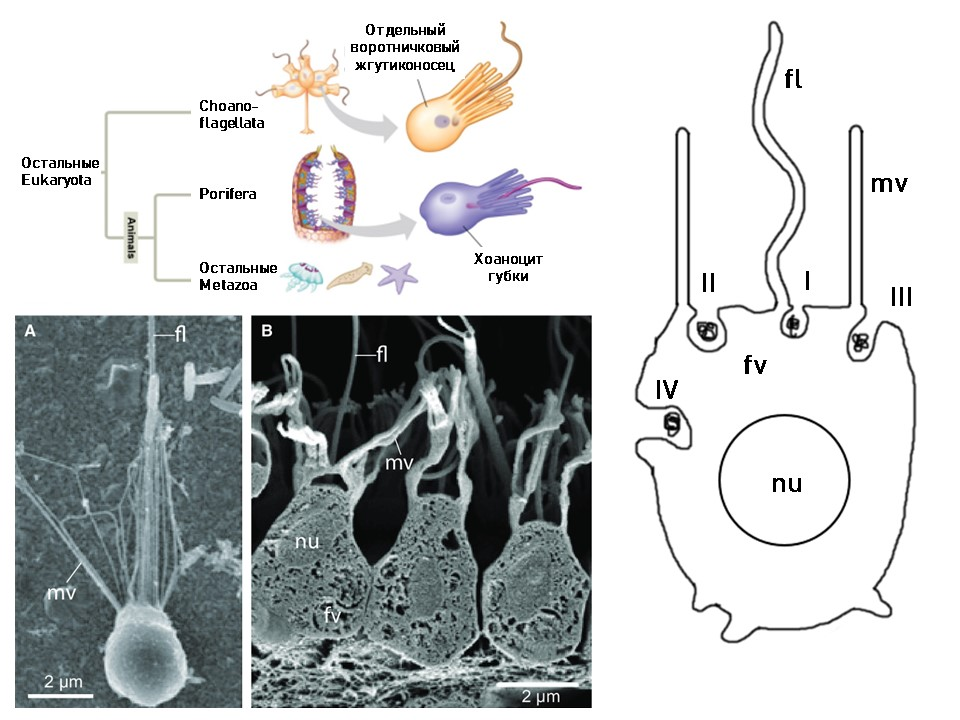 Отдельный
воротничковый
жгутиконосец
Choano-
flagellata
Остальные
Eukaryota
Porifera
Animals
Хоаноцит
губки
Остальные
Metazoa
A
fl
mv
2 µm
B
fl
mv
nu
fv
2 µm
fl
mv
II
I
III
fv
IV
nu